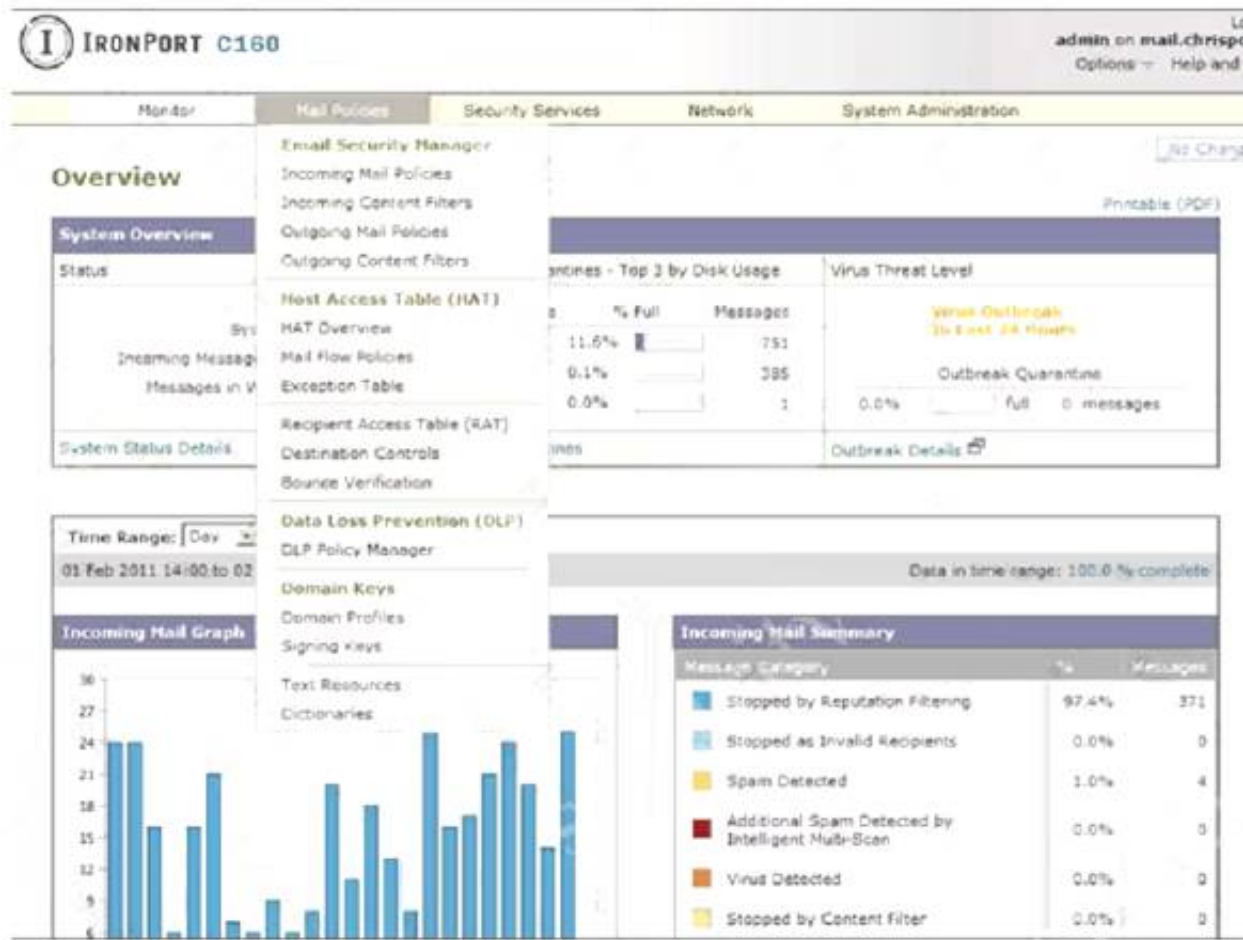 I IRONPORT C160
admin on
Options Help and
Monitor Mail Policies Security Services Network System Administration
Email Security Manager
Incoming Mail Policies
Incoming Content Filters
Outgoing Mail Policies
Outgoing Content Filters
Host Access Table (HAT)
HAT Overview
Mail Flow Policies
Exception Table
Recipient Access Table (RAT)
Destination Controls
Bounce Verification
Data Loss Prevention (DLP)
DLP Policy Manager
Domain Keys
Domain Profiles
Signing Keys
Text Resources
Dictionaries
Overview
Printable (PDF)
System Overview
Status
- Top 3 by Disk Usage
% Full Messages
11.6% 751
0.1% 385
0.0% 1
Incoming
Messages in
System Status Details
Virus Threat Level
Virus Outbreak
In Last 24 Hours
Outbreak Quarantine
0.0% full 0 messages
Outbreak Details
Time Range: Day
01 Feb 2011 14:00 to 02
Data in time range: 100.0 % complete
Incoming Mail Graph
30
27
24
21
18
15
12
9
6
Incoming Mail Summary
Message Category % Messages
Stopped by Reputation Filtering 97.4% 371
Stopped as Invalid Recipients 0.0% 0
Spam Detected 1.0% 4
Additional Spam Detected by
Intelligent Multi-Scan 0.0% 0
Virus Detected 0.0% 0
Stopped by Content Filter 0.0% 0